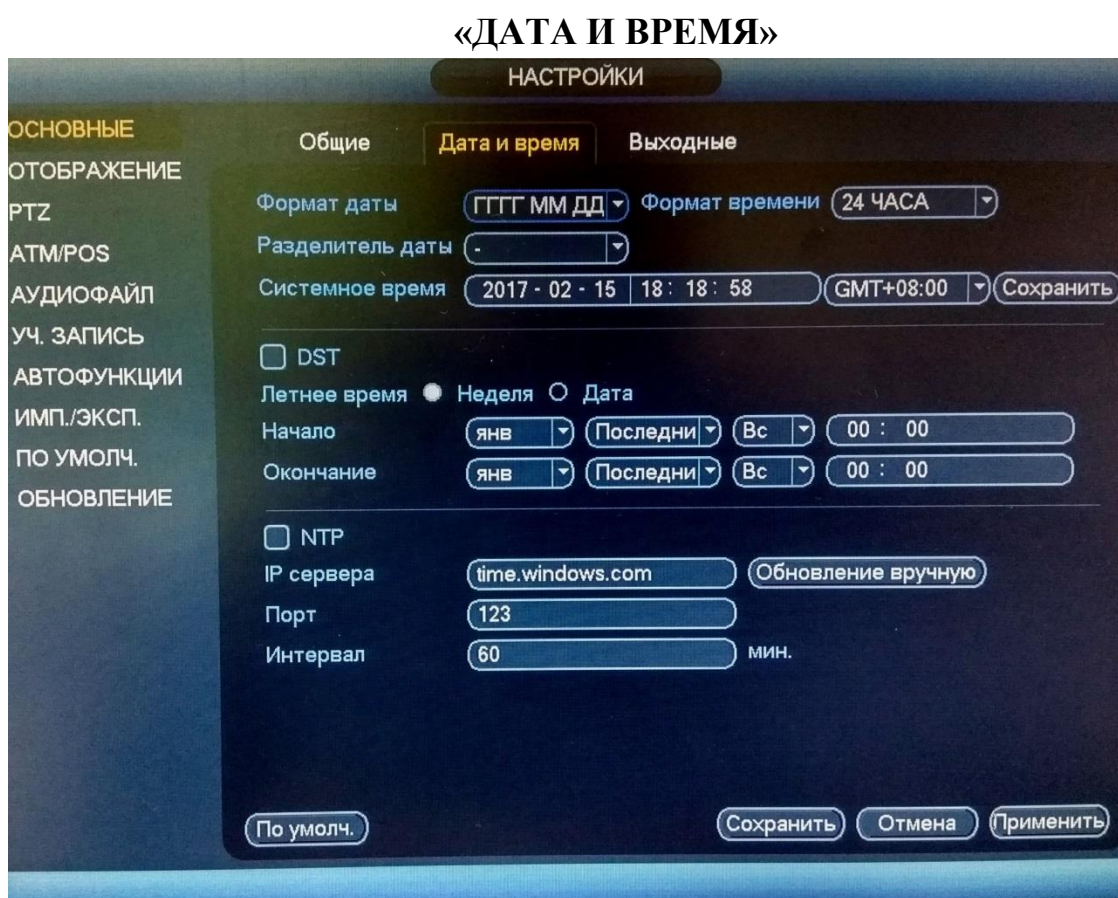 «ДАТА И ВРЕМЯ»
НАСТРОЙКИ
ОСНОВНЫЕ
ОТОБРАЖЕНИЕ
PTZ
ATM/POS
АУДИОФАЙЛ
УЧ. ЗАПИСЬ
АВТОФУНКЦИИ
ИМП./ЭКСП.
ПО УМОЛЧ.
ОБНОВЛЕНИЕ
Общие Дата и время Выходные
Формат даты ГГГГ ММ ДД Формат времени 24 ЧАСА
Разделитель даты -
Системное время 2017 - 02 - 15 18 : 18 : 58 GMT+08:00 Сохранить
DST
Летнее время Неделя Дата
Начало янв Последни Вс 00 : 00
Окончание янв Последни Вс 00 : 00
NTP
IP сервера time.windows.com Обновление вручную
Порт 123
Интервал 60 мин.
По умолч. Сохранить Отмена Применить